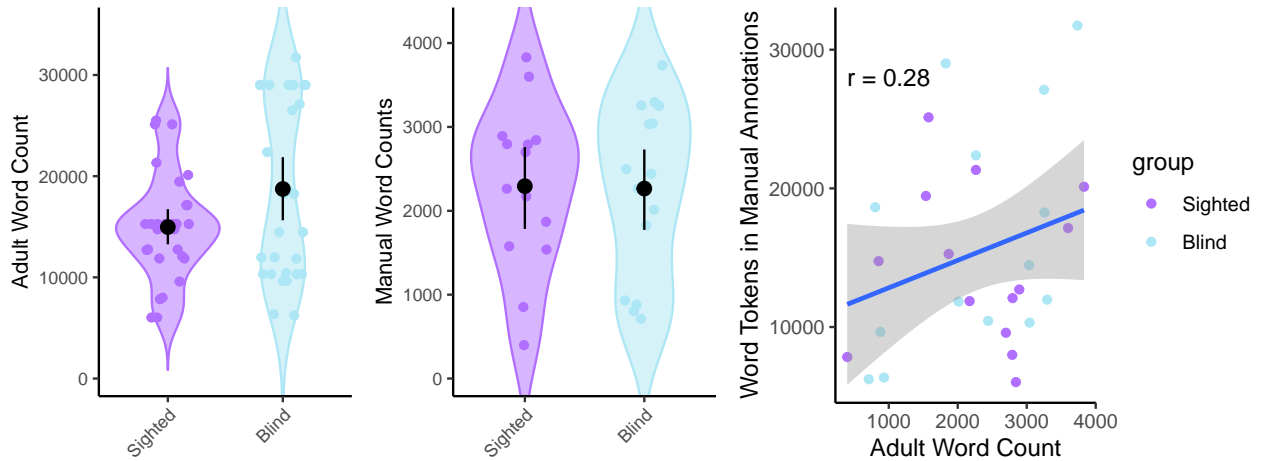 Adult Word Count
30000
20000
10000
0
Sighted
Blind
Manual Word Counts
4000
3000
2000
1000
0
Sighted
Blind
Word Tokens in Manual Annotations
30000
20000
10000
r = 0.28
1000 2000 3000 4000
Adult Word Count
group
Sighted
Blind